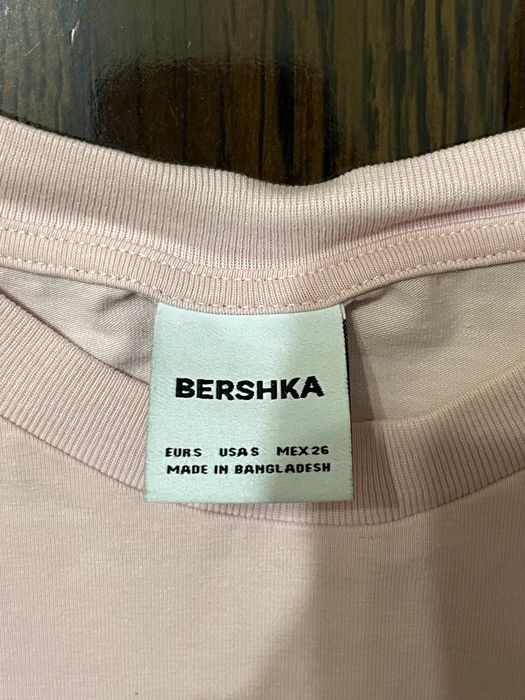 BERSHKA
EUR S USA S MEX 26
MADE IN BANGLADESH